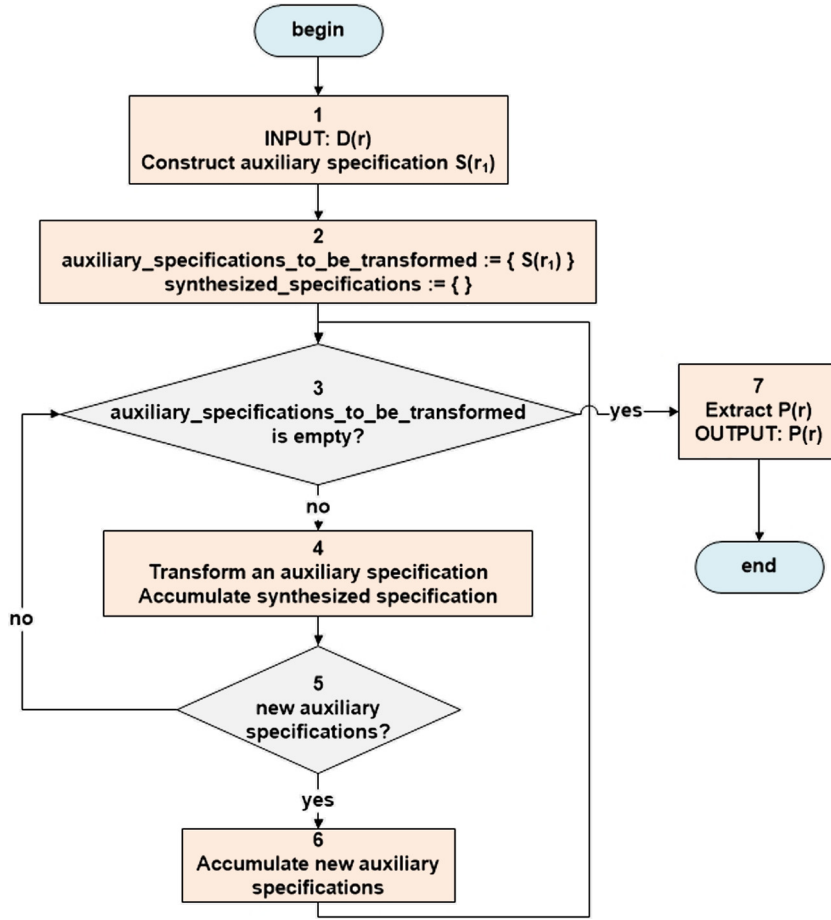 begin
1
INPUT: D(r)
Construct auxiliary specification S(r₁)
2
auxiliary_specifications_to_be_transformed := { S(r₁) }
synthesized_specifications := { }
3
auxiliary_specifications_to_be_transformed
is empty?
yes
7
Extract P(r)
OUTPUT: P(r)
end
no
4
Transform an auxiliary specification
Accumulate synthesized specification
no
5
new auxiliary
specifications?
yes
6
Accumulate new auxiliary
specifications